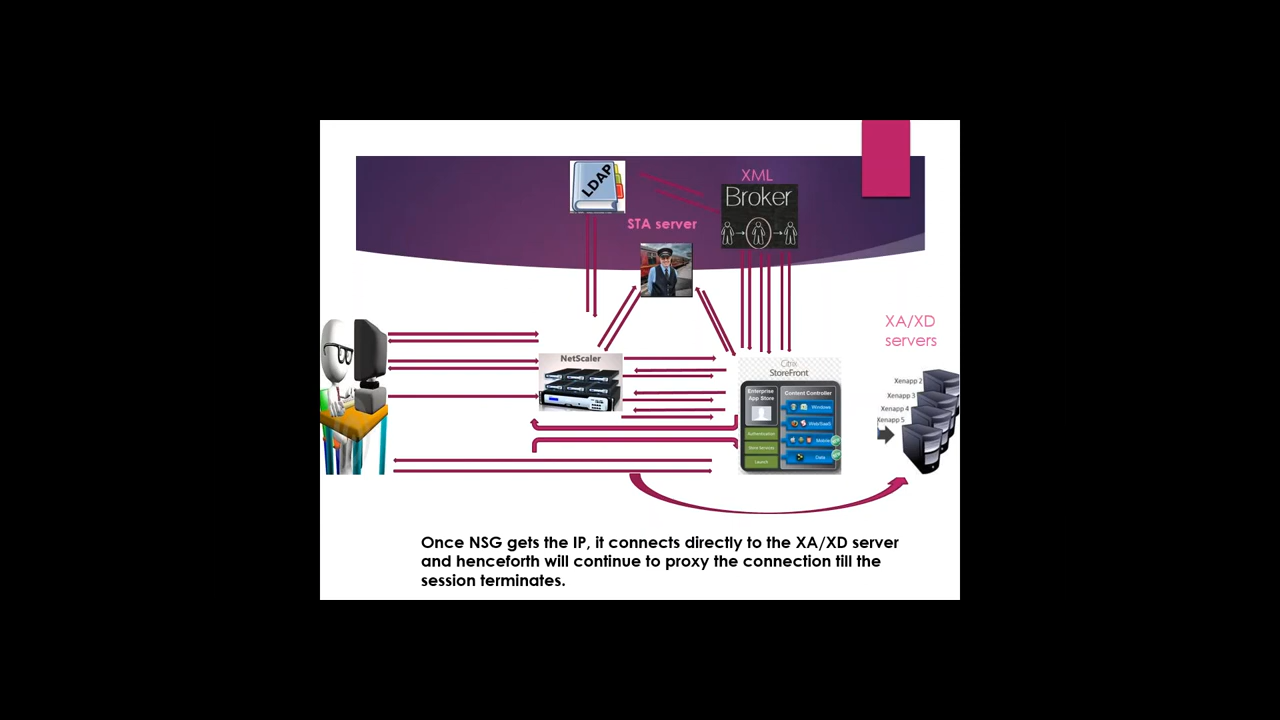 LDAP
XML
Broker
STA server
XA/XD
servers
NetScaler
Citrix
StoreFront
Enterprise
App Store
Content Controller
Windows
Web/SaaS
Mobile
Data
Authentication
Store Services
Launch
Xenapp 2
Xenapp 3
Xenapp 4
Xenapp 5
Once NSG gets the IP, it connects directly to the XA/XD server
and henceforth will continue to proxy the connection till the
session terminates.